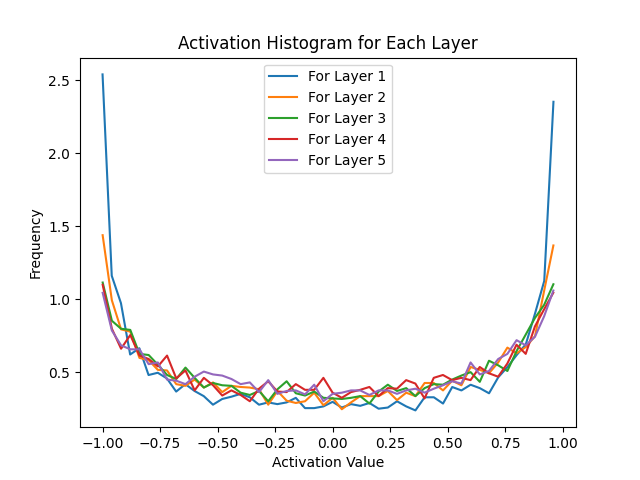 Activation Histogram for Each Layer
For Layer 1
For Layer 2
For Layer 3
For Layer 4
For Layer 5
2.5
2.0
1.5
1.0
0.5
Frequency
−1.00 −0.75 −0.50 −0.25 0.00 0.25 0.50 0.75 1.00
Activation Value